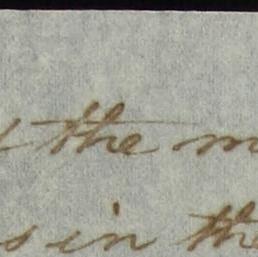 the
s in the